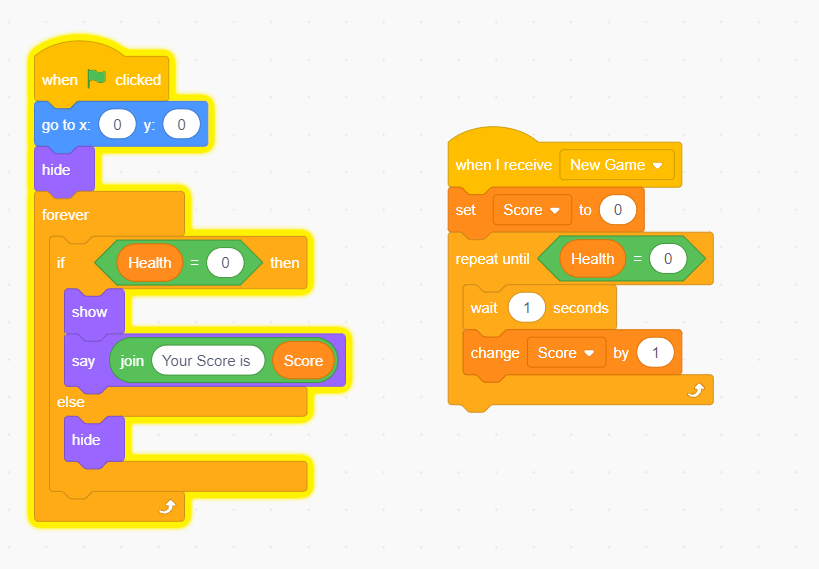 when clicked
go to x: 0 y: 0
hide
forever
if Health = 0 then
show
say join Your Score is Score
else
hide
when I receive New Game
set Score to 0
repeat until Health = 0
wait 1 seconds
change Score by 1